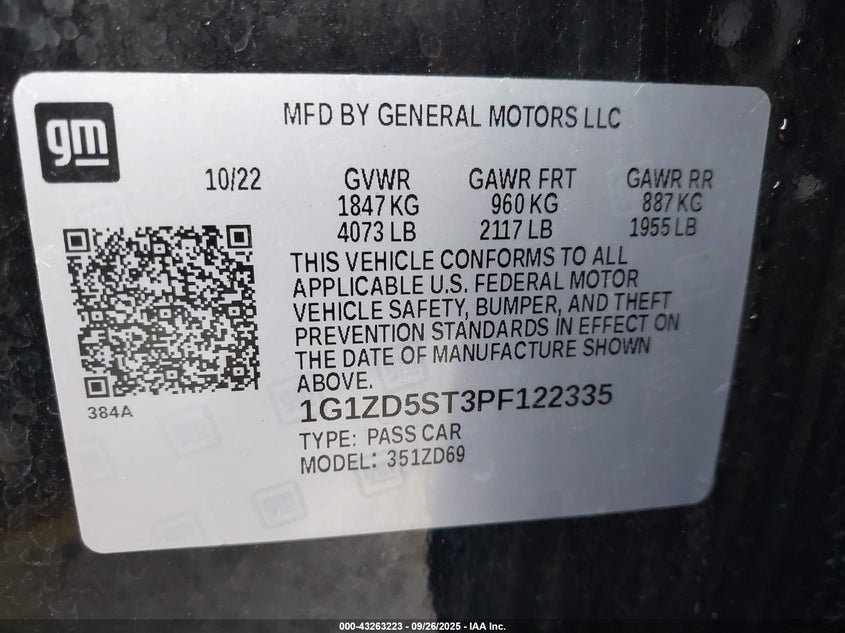 gm
MFD BY GENERAL MOTORS LLC
10/22 GVWR GAWR FRT GAWR RR
1847 KG 960 KG 887 KG
4073 LB 2117 LB 1955 LB
THIS VEHICLE CONFORMS TO ALL
APPLICABLE U.S. FEDERAL MOTOR
VEHICLE SAFETY, BUMPER, AND THEFT
PREVENTION STANDARDS IN EFFECT ON
THE DATE OF MANUFACTURE SHOWN
ABOVE.
384A
1G1ZD5ST3PF122335
TYPE: PASS CAR
MODEL: 351ZD69
000-43263223 - 09/26/2025 - IAA Inc.